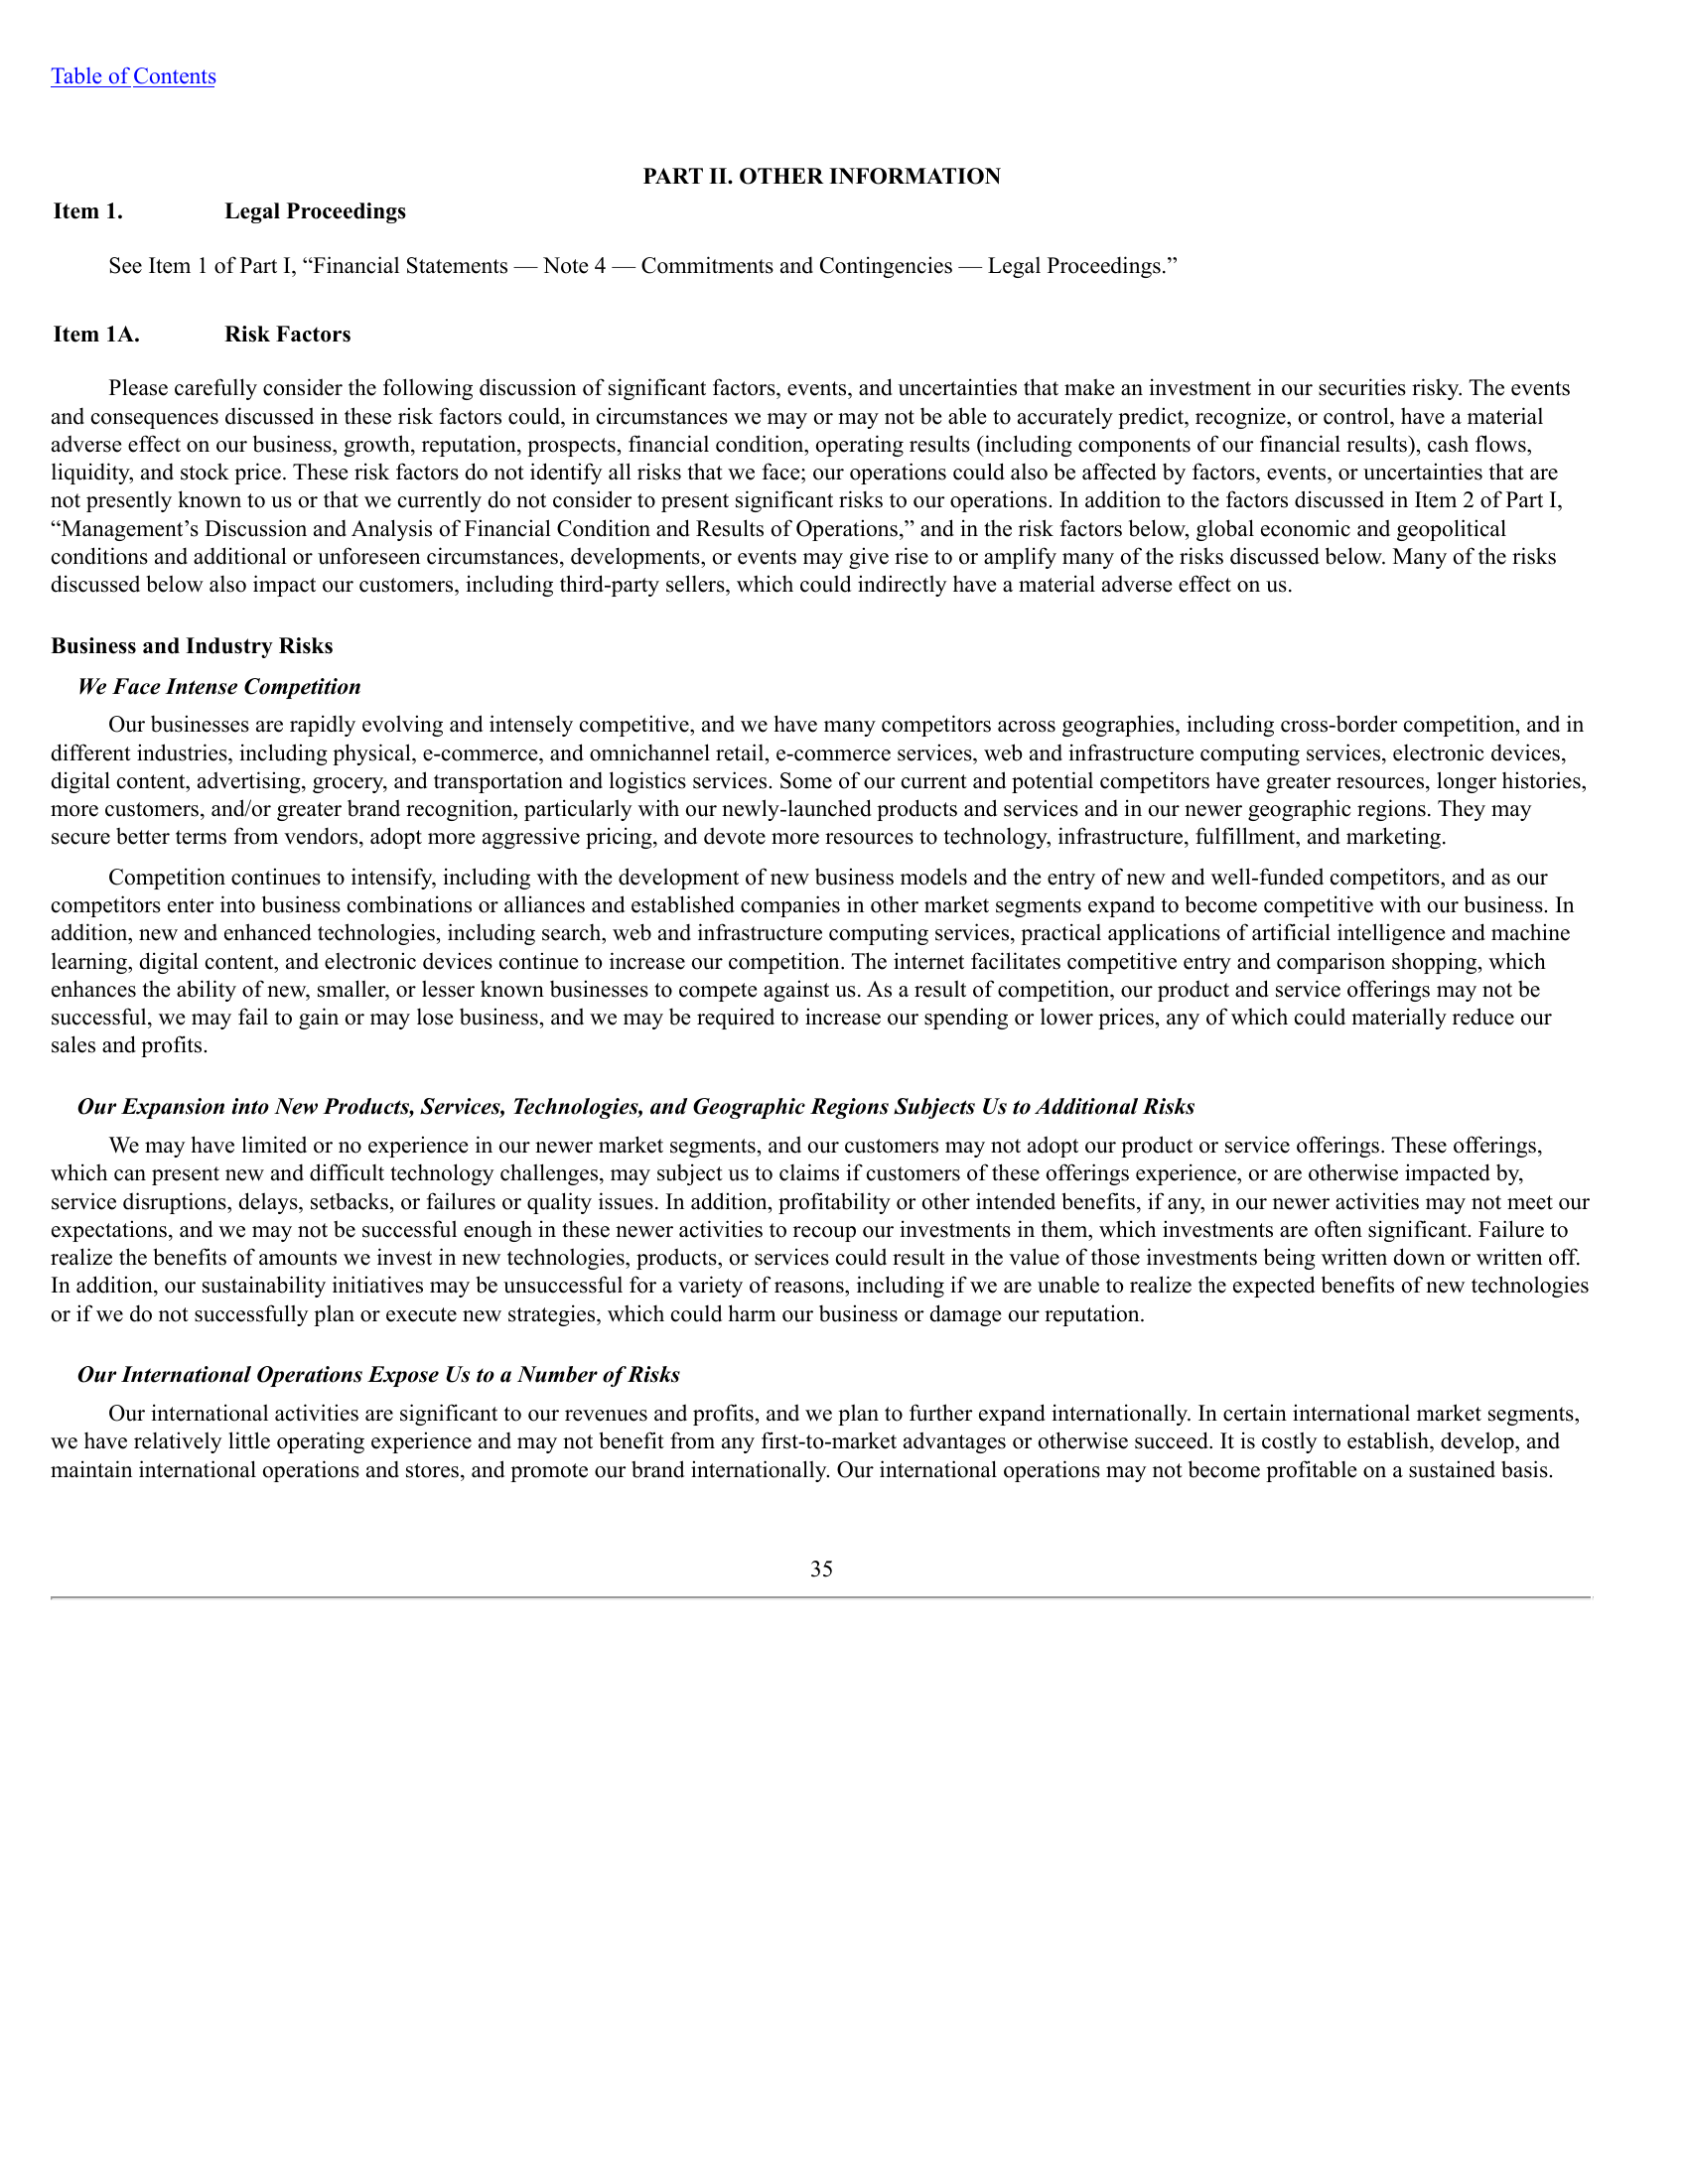 Table of Contents
PART II. OTHER INFORMATION
Item 1. Legal Proceedings
See Item 1 of Part I, “Financial Statements — Note 4 — Commitments and Contingencies — Legal Proceedings.”
Item 1A. Risk Factors
Please carefully consider the following discussion of significant factors, events, and uncertainties that make an investment in our securities risky. The events
and consequences discussed in these risk factors could, in circumstances we may or may not be able to accurately predict, recognize, or control, have a material
adverse effect on our business, growth, reputation, prospects, financial condition, operating results (including components of our financial results), cash flows,
liquidity, and stock price. These risk factors do not identify all risks that we face; our operations could also be affected by factors, events, or uncertainties that are
not presently known to us or that we currently do not consider to present significant risks to our operations. In addition to the factors discussed in Item 2 of Part I,
“Management’s Discussion and Analysis of Financial Condition and Results of Operations,” and in the risk factors below, global economic and geopolitical
conditions and additional or unforeseen circumstances, developments, or events may give rise to or amplify many of the risks discussed below. Many of the risks
discussed below also impact our customers, including third-party sellers, which could indirectly have a material adverse effect on us.
Business and Industry Risks
We Face Intense Competition
Our businesses are rapidly evolving and intensely competitive, and we have many competitors across geographies, including cross-border competition, and in
different industries, including physical, e-commerce, and omnichannel retail, e-commerce services, web and infrastructure computing services, electronic devices,
digital content, advertising, grocery, and transportation and logistics services. Some of our current and potential competitors have greater resources, longer histories,
more customers, and/or greater brand recognition, particularly with our newly-launched products and services and in our newer geographic regions. They may
secure better terms from vendors, adopt more aggressive pricing, and devote more resources to technology, infrastructure, fulfillment, and marketing.
Competition continues to intensify, including with the development of new business models and the entry of new and well-funded competitors, and as our
competitors enter into business combinations or alliances and established companies in other market segments expand to become competitive with our business. In
addition, new and enhanced technologies, including search, web and infrastructure computing services, practical applications of artificial intelligence and machine
learning, digital content, and electronic devices continue to increase our competition. The internet facilitates competitive entry and comparison shopping, which
enhances the ability of new, smaller, or lesser known businesses to compete against us. As a result of competition, our product and service offerings may not be
successful, we may fail to gain or may lose business, and we may be required to increase our spending or lower prices, any of which could materially reduce our
sales and profits.
Our Expansion into New Products, Services, Technologies, and Geographic Regions Subjects Us to Additional Risks
We may have limited or no experience in our newer market segments, and our customers may not adopt our product or service offerings. These offerings,
which can present new and difficult technology challenges, may subject us to claims if customers of these offerings experience, or are otherwise impacted by,
service disruptions, delays, setbacks, or failures or quality issues. In addition, profitability or other intended benefits, if any, in our newer activities may not meet our
expectations, and we may not be successful enough in these newer activities to recoup our investments in them, which investments are often significant. Failure to
realize the benefits of amounts we invest in new technologies, products, or services could result in the value of those investments being written down or written off.
In addition, our sustainability initiatives may be unsuccessful for a variety of reasons, including if we are unable to realize the expected benefits of new technologies
or if we do not successfully plan or execute new strategies, which could harm our business or damage our reputation.
Our International Operations Expose Us to a Number of Risks
Our international activities are significant to our revenues and profits, and we plan to further expand internationally. In certain international market segments,
we have relatively little operating experience and may not benefit from any first-to-market advantages or otherwise succeed. It is costly to establish, develop, and
maintain international operations and stores, and promote our brand internationally. Our international operations may not become profitable on a sustained basis.
35